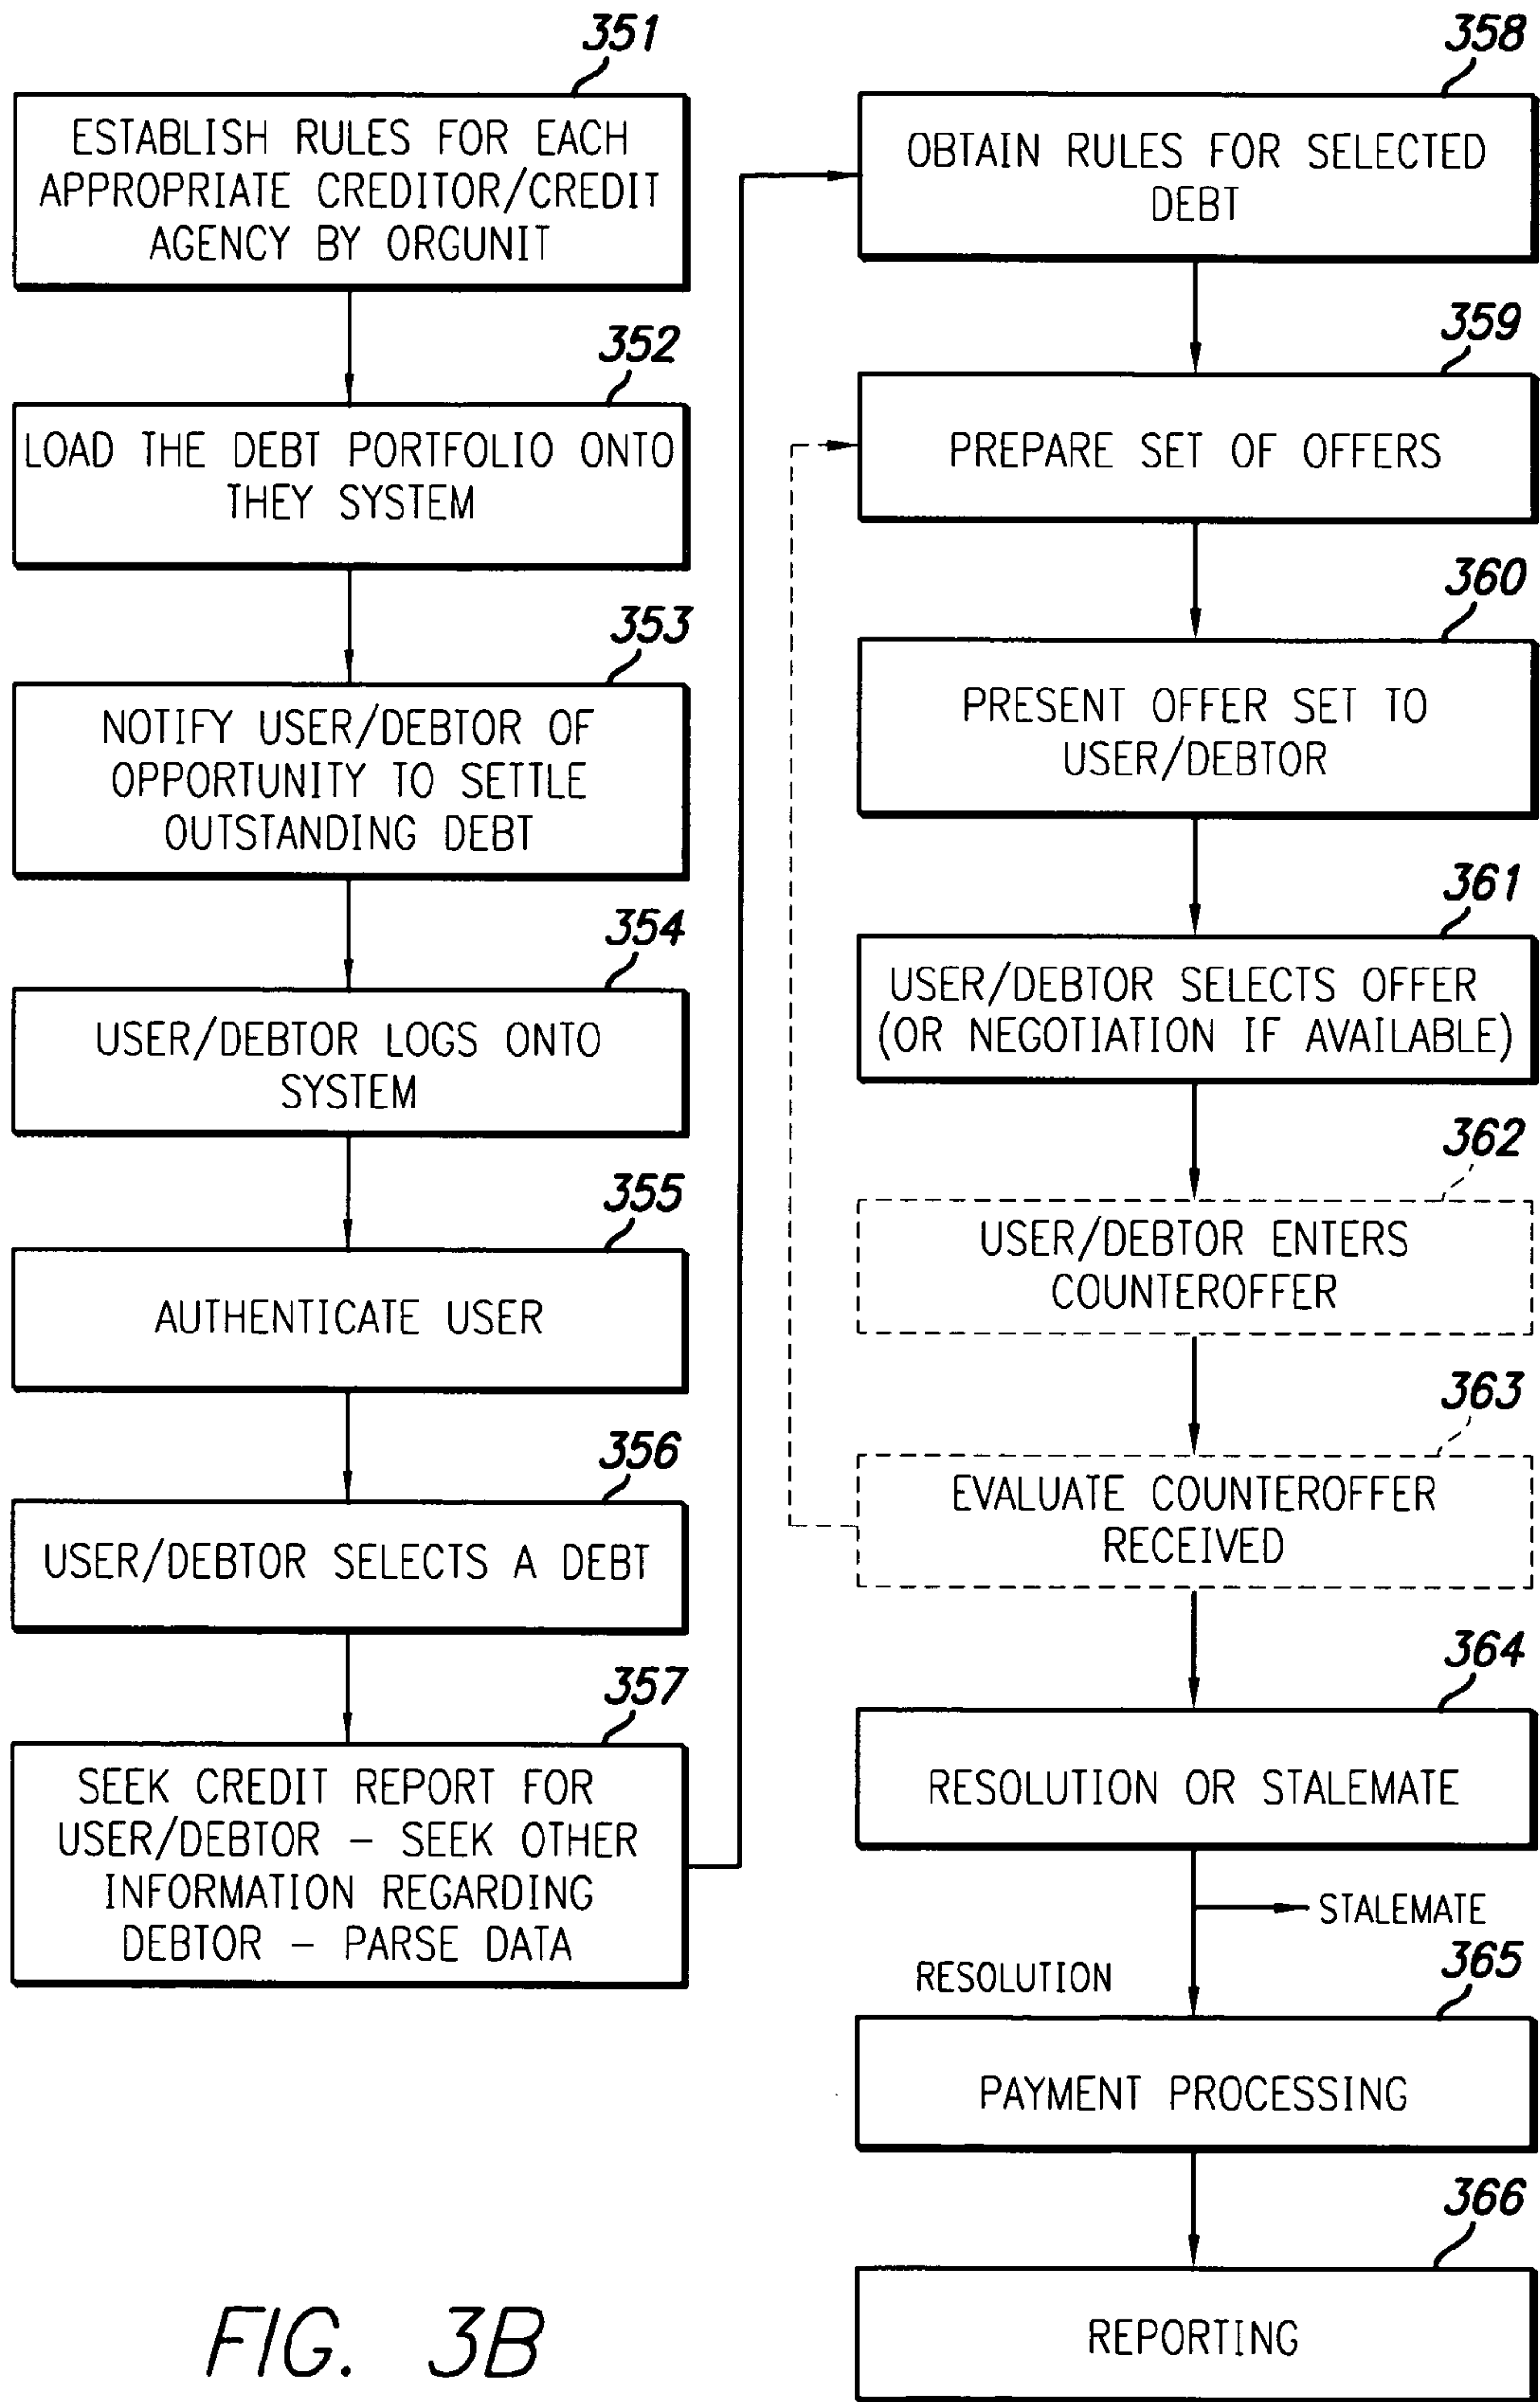 351
ESTABLISH RULES FOR EACH
APPROPRIATE CREDITOR/CREDIT
AGENCY BY ORGUNIT
352
LOAD THE DEBT PORTFOLIO ONTO
THEY SYSTEM
353
NOTIFY USER/DEBTOR OF
OPPORTUNITY TO SETTLE
OUTSTANDING DEBT
354
USER/DEBTOR LOGS ONTO
SYSTEM
355
AUTHENTICATE USER
356
USER/DEBTOR SELECTS A DEBT
357
SEEK CREDIT REPORT FOR
USER/DEBTOR – SEEK OTHER
INFORMATION REGARDING
DEBTOR – PARSE DATA
358
OBTAIN RULES FOR SELECTED
DEBT
359
PREPARE SET OF OFFERS
360
PRESENT OFFER SET TO
USER/DEBTOR
361
USER/DEBTOR SELECTS OFFER
(OR NEGOTIATION IF AVAILABLE)
362
USER/DEBTOR ENTERS
COUNTEROFFER
363
EVALUATE COUNTEROFFER
RECEIVED
364
RESOLUTION OR STALEMATE
STALEMATE
RESOLUTION
365
PAYMENT PROCESSING
366
REPORTING
FIG. 3B